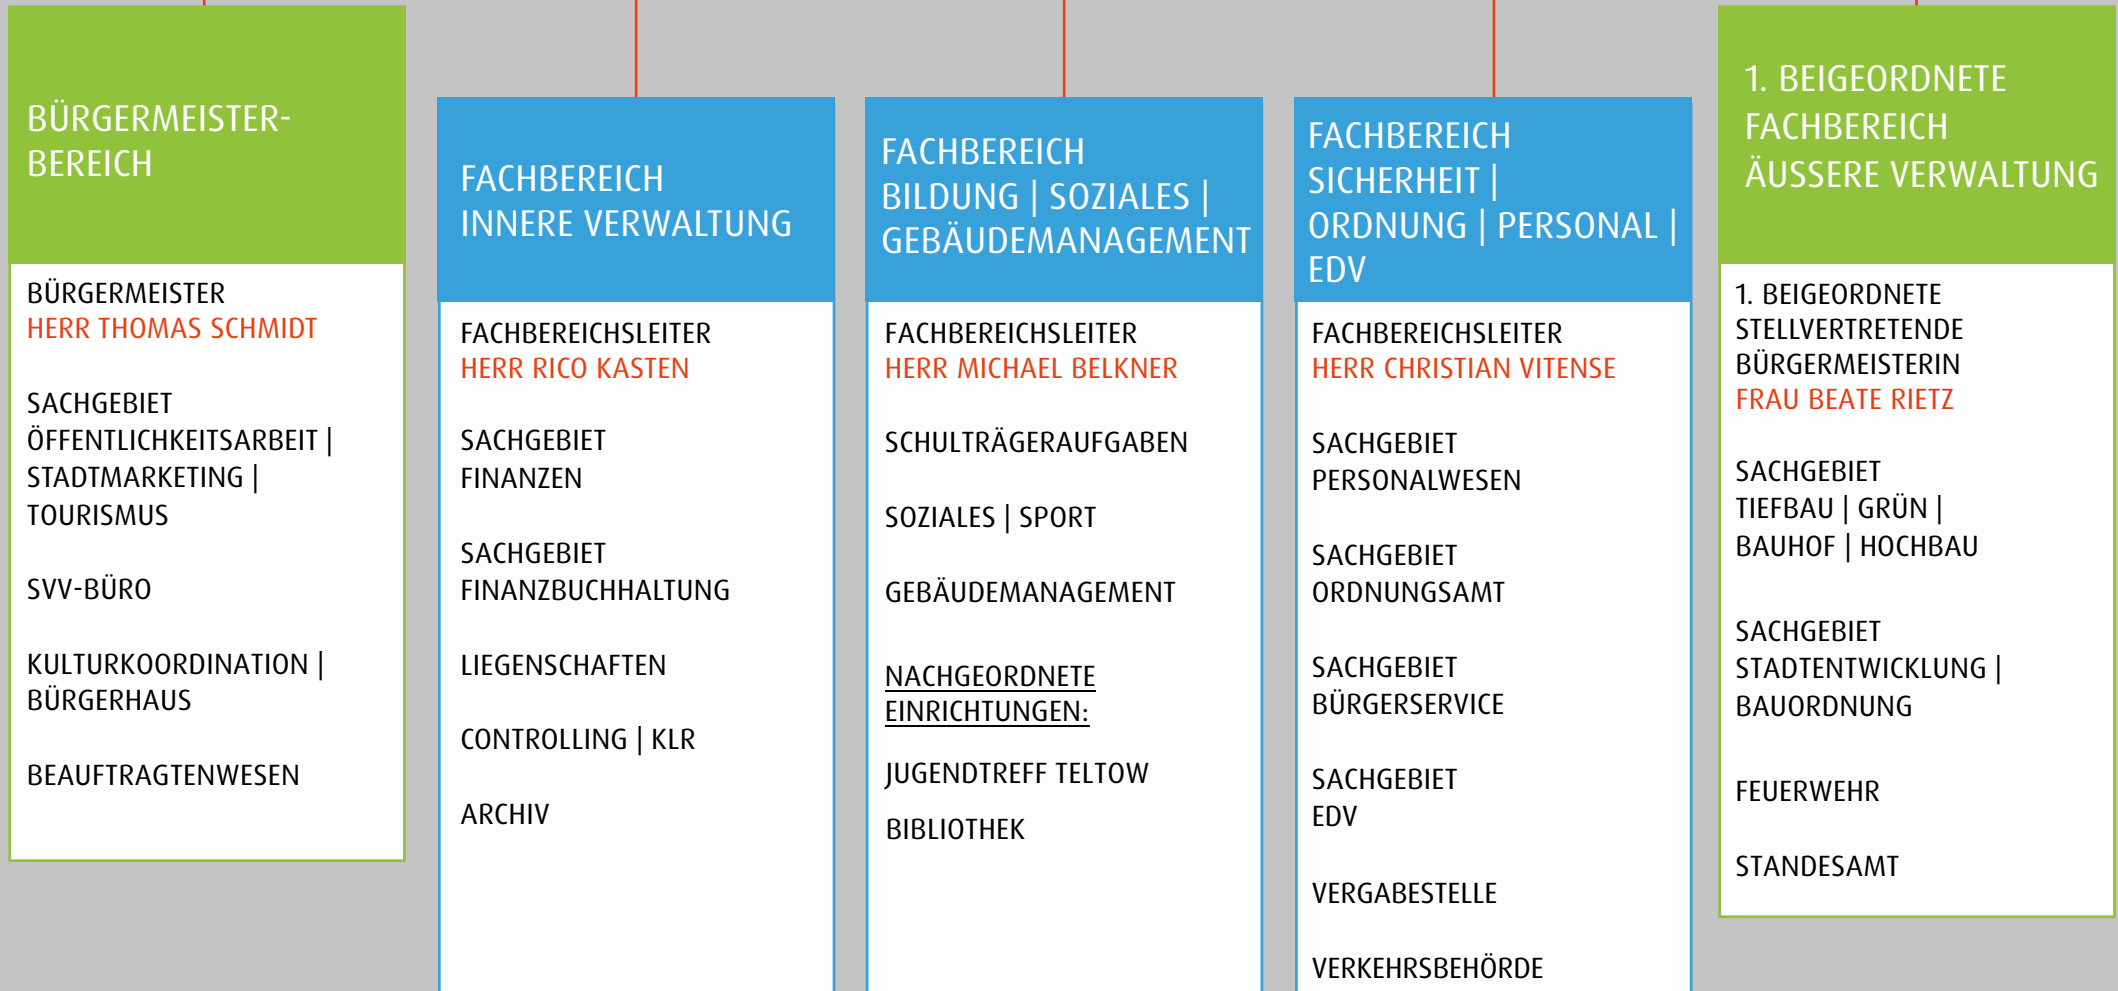 BÜRGERMEISTER-
BEREICH
BÜRGERMEISTER
HERR THOMAS SCHMIDT
SACHGEBIET
ÖFFENTLICHKEITSARBEIT |
STADTMARKETING |
TOURISMUS
SVV-BÜRO
KULTURKOORDINATION |
BÜRGERHAUS
BEAUFTRAGTENWESEN
FACHBEREICH
INNERE VERWALTUNG
FACHBEREICHSLEITER
HERR RICO KASTEN
SACHGEBIET
FINANZEN
SACHGEBIET
FINANZBUCHHALTUNG
LIEGENSCHAFTEN
CONTROLLING | KLR
ARCHIV
FACHBEREICH
BILDUNG | SOZIALES |
GEBÄUDEMANAGEMENT
FACHBEREICHSLEITER
HERR MICHAEL BELKNER
SCHULTRÄGERAUFGABEN
SOZIALES | SPORT
GEBÄUDEMANAGEMENT
NACHGEORDNETE
EINRICHTUNGEN:
JUGENDTREFF TELTOW
BIBLIOTHEK
FACHBEREICH
SICHERHEIT |
ORDNUNG | PERSONAL |
EDV
FACHBEREICHSLEITER
HERR CHRISTIAN VITENSE
SACHGEBIET
PERSONALWESEN
SACHGEBIET
ORDNUNGSAMT
SACHGEBIET
BÜRGERSERVICE
SACHGEBIET
EDV
VERGABESTELLE
VERKEHRSBEHÖRDE
1. BEIGEORDNETE
FACHBEREICH
ÄUSSERE VERWALTUNG
1. BEIGEORDNETE
STELLVERTRETENDE
BÜRGERMEISTERIN
FRAU BEATE RIETZ
SACHGEBIET
TIEFBAU | GRÜN |
BAUHOF | HOCHBAU
SACHGEBIET
STADTENTWICKLUNG |
BAUORDNUNG
FEUERWEHR
STANDESAMT